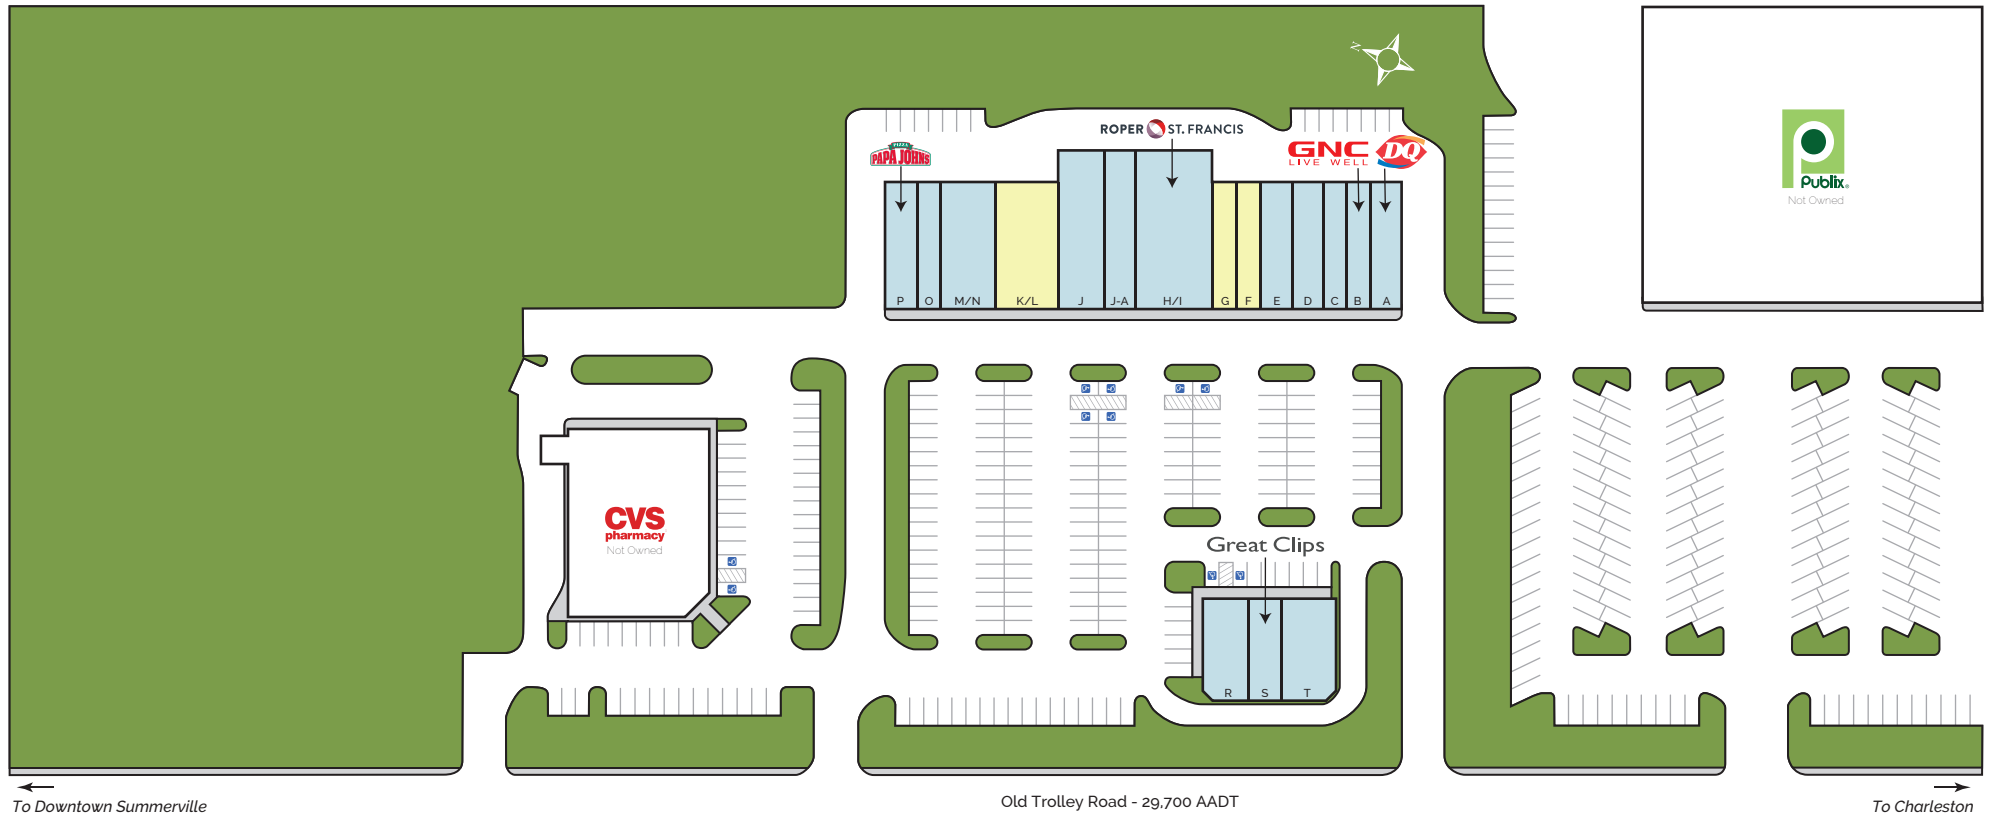 N
ROPER ST. FRANCIS
PIZZA
PAPA JOHNS
GNC
LIVE WELL
DQ
Publix®
Not Owned
P O M/N K/L J J-A H/I G F E D C B A
CVS
pharmacy
Not Owned
Great Clips
R S T
To Downtown Summerville
Old Trolley Road - 29,700 AADT
To Charleston